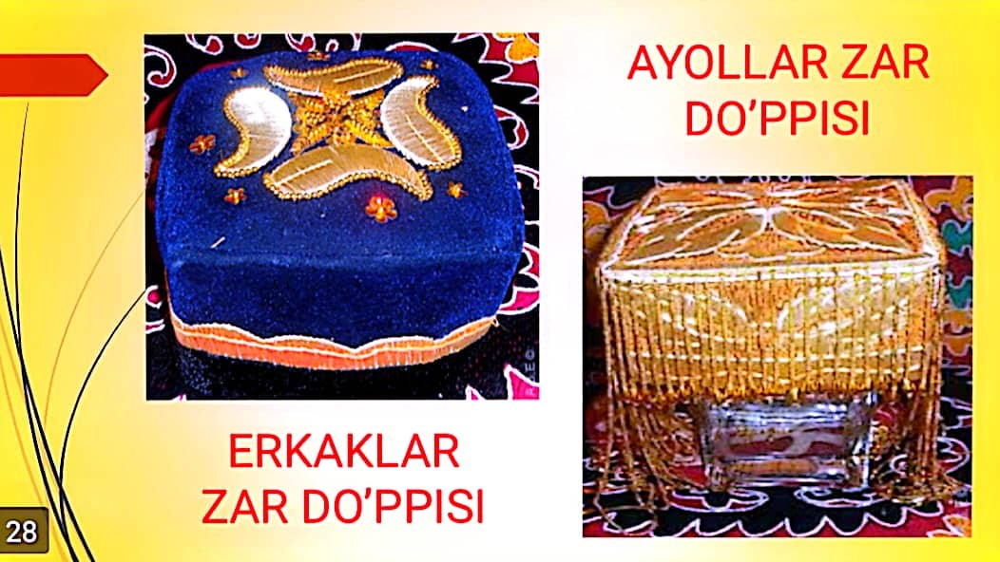 AYOLLAR ZAR
DO’PPISI
ERKAKLAR
ZAR DO’PPISI
28